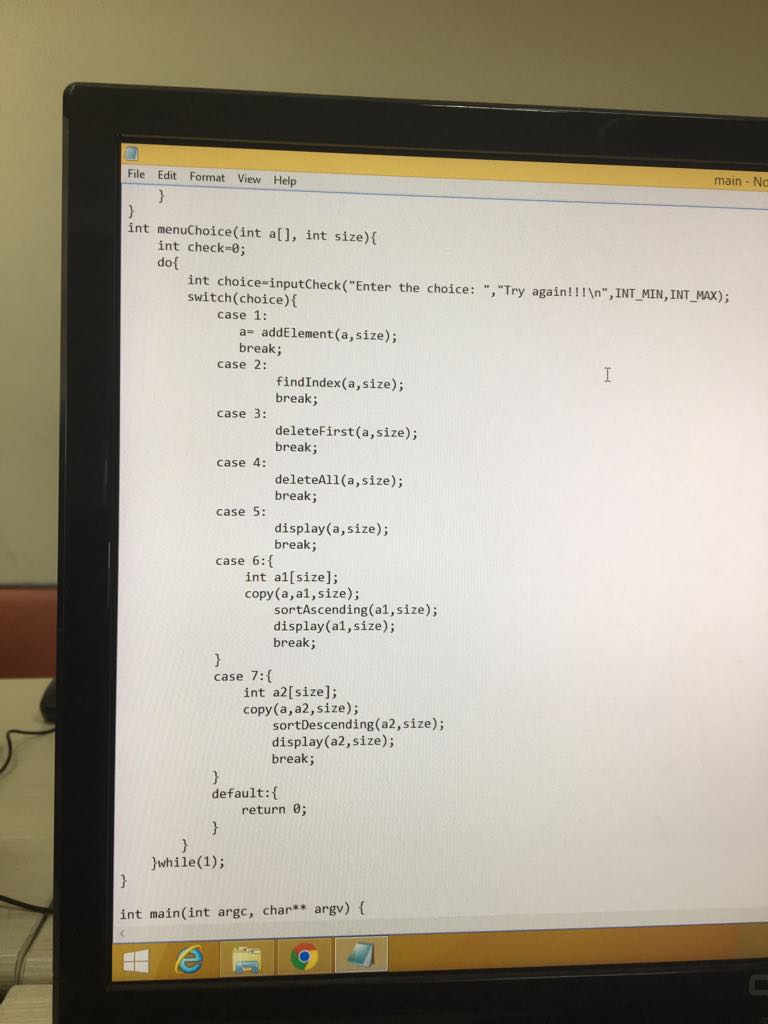 main - No
File Edit Format View Help
}
}
int menuChoice(int a[], int size){
int check=0;
do{
int choice=inputCheck("Enter the choice: ","Try again!!!\n",INT_MIN,INT_MAX);
switch(choice){
case 1:
a= addElement(a,size);
break;
case 2:
findIndex(a,size);
break;
case 3:
deleteFirst(a,size);
break;
case 4:
deleteAll(a,size);
break;
case 5:
display(a,size);
break;
case 6:{
int a1[size];
copy(a,a1,size);
sortAscending(a1,size);
display(a1,size);
break;
}
case 7:{
int a2[size];
copy(a,a2,size);
sortDescending(a2,size);
display(a2,size);
break;
}
default:{
return 0;
}
}
}while(1);
}
int main(int argc, char** argv) {